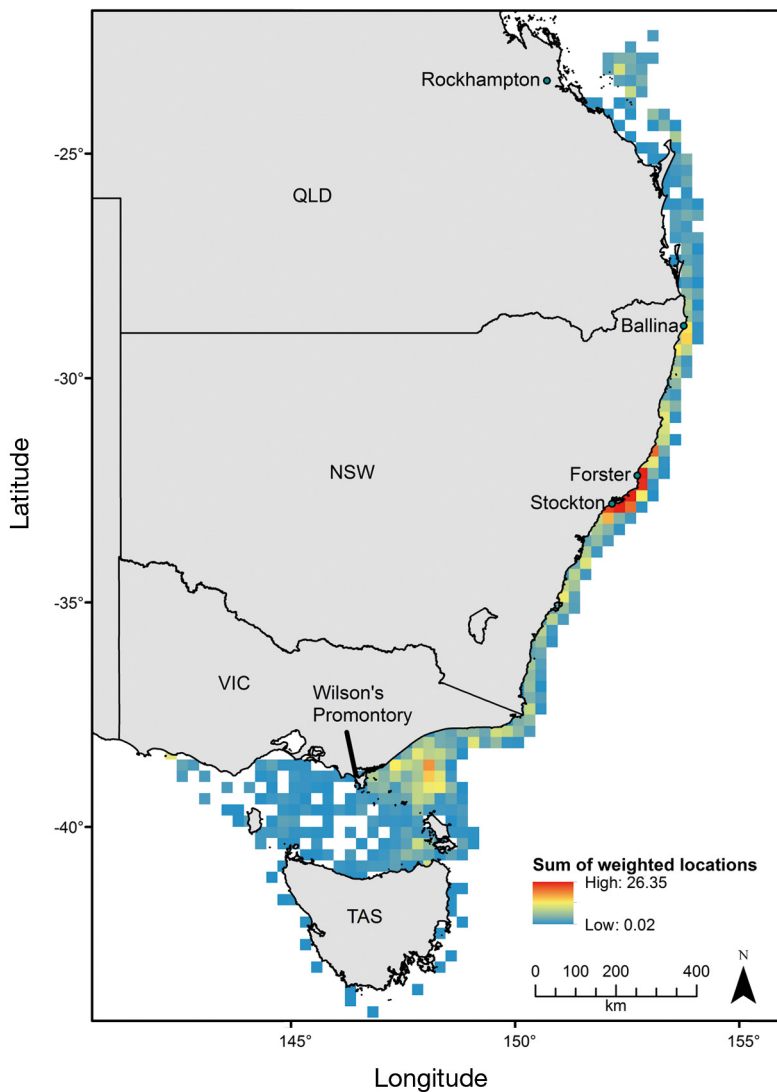 Rockhampton
-25°
QLD
Ballina
-30°
Latitude
NSW
Forster
Stockton
-35°
VIC
Wilson's
Promontory
-40°
Sum of weighted locations
High: 26.35
Low: 0.02
TAS
N
0 100 200 300 400
km
145° 150° 155°
Longitude